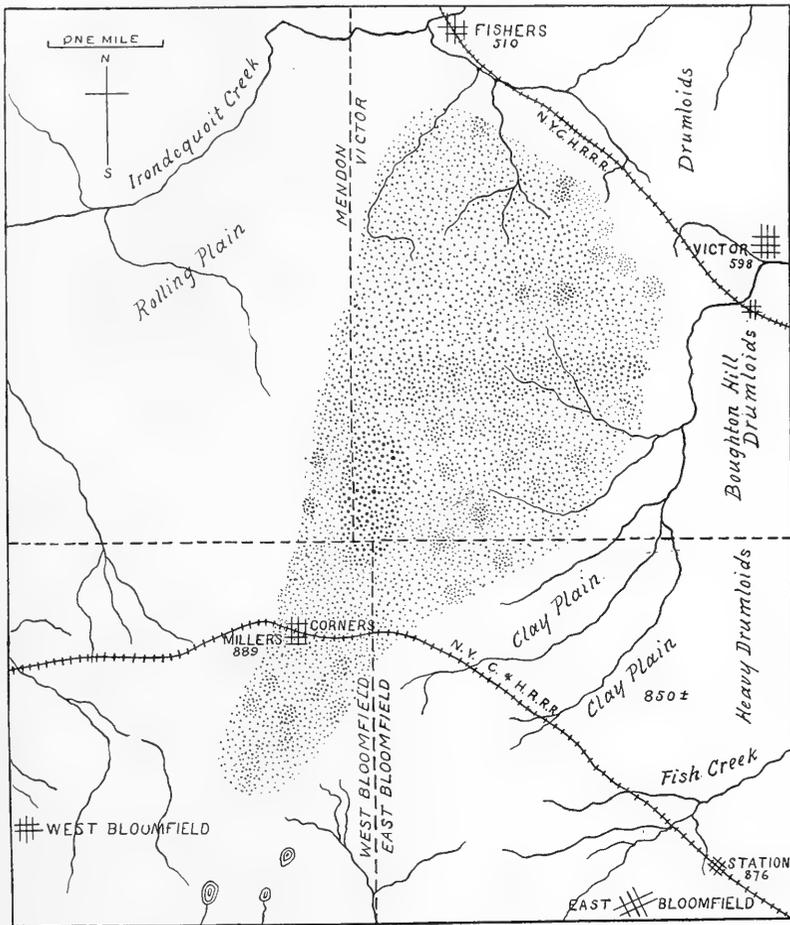 ONE MILE
N
S
FISHERS
510
Irondequoit Creek
Drumloids
N.Y.C.H.R.R.R.
MENDON
VICTOR
VICTOR
598
Rolling Plain
Boughton Hill
Drumloids
Clay Plain
MILLERS CORNERS
889
N.Y. C. & H.R.R.R.
Clay Plain
850±
Heavy Drumloids
WEST BLOOMFIELD
EAST BLOOMFIELD
Fish Creek
WEST BLOOMFIELD
STATION
876
EAST BLOOMFIELD